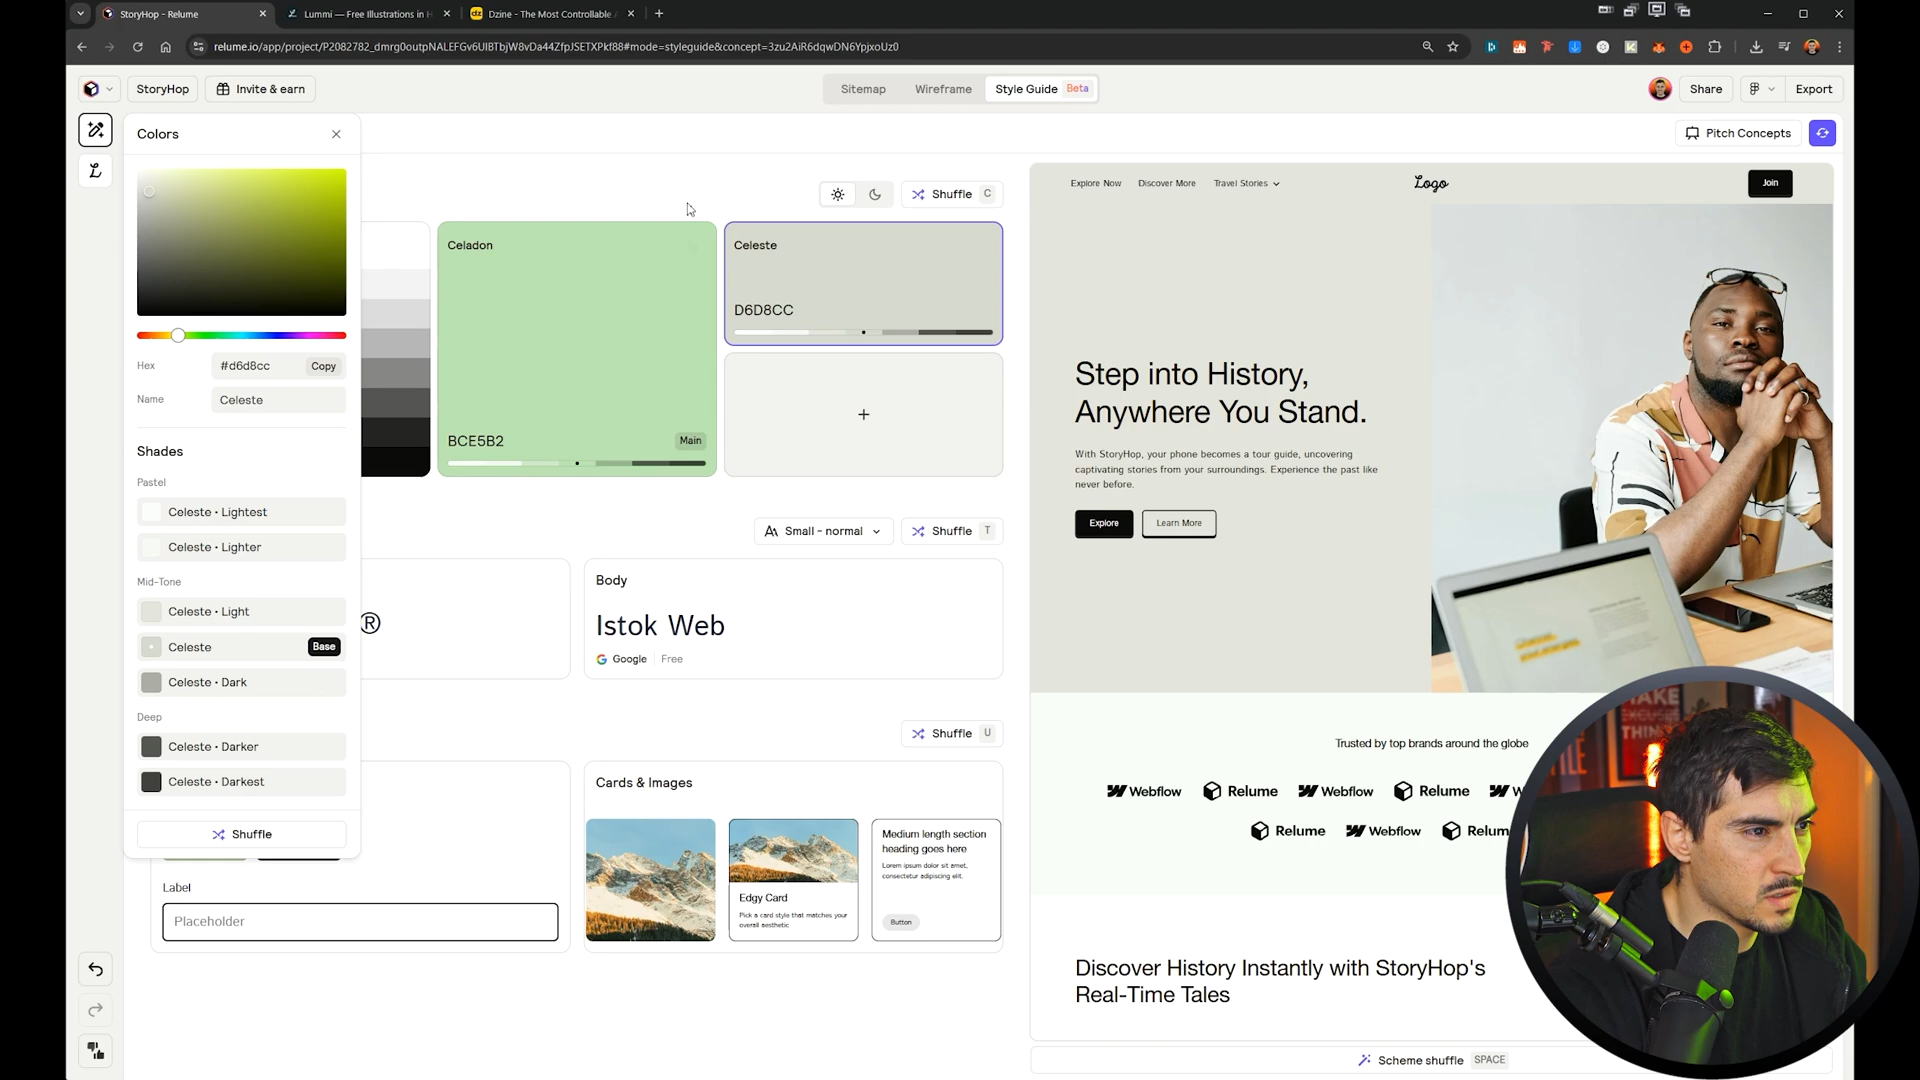 StoryHop - Relume
Lummi — Free Illustrations in H
Dzine - The Most Controllable
relume.io/app/project/P2082782_dmrg0outpNALEFGv6UIBTbjW8vDa44ZfpJSETXPkf88#mode=styleguide&concept=3zu2AiR6dqwDN6YpjxoUz0
StoryHop
Invite & earn
Sitemap
Wireframe
Style Guide Beta
Share
Export
Colors
Pitch Concepts
Shuffle C
Hex
#d6d8cc
Copy
Name
Celeste
Shades
Pastel
Celeste • Lightest
Celeste • Lighter
Mid-Tone
Celeste • Light
Celeste
Base
Celeste • Dark
Deep
Celeste • Darker
Celeste • Darkest
Shuffle
Celadon
BCE5B2
Main
Celeste
D6D8CC
+
Small - normal
Shuffle T
®
Body
Istok Web
Google
Free
Shuffle U
Label
Placeholder
Cards & Images
Edgy Card
Pick a card style that matches your
overall aesthetic
Medium length section
heading goes here
Lorem ipsum dolor sit amet,
consectetur adipiscing elit.
Button
Explore Now
Discover More
Travel Stories
Logo
Join
Step into History,
Anywhere You Stand.
With StoryHop, your phone becomes a tour guide, uncovering
captivating stories from your surroundings. Experience the past like
never before.
Explore
Learn More
Trusted by top brands around the globe
Webflow
Relume
Webflow
Relume
Relume
Webflow
Relum
Discover History Instantly with StoryHop's
Real-Time Tales
Scheme shuffle SPACE